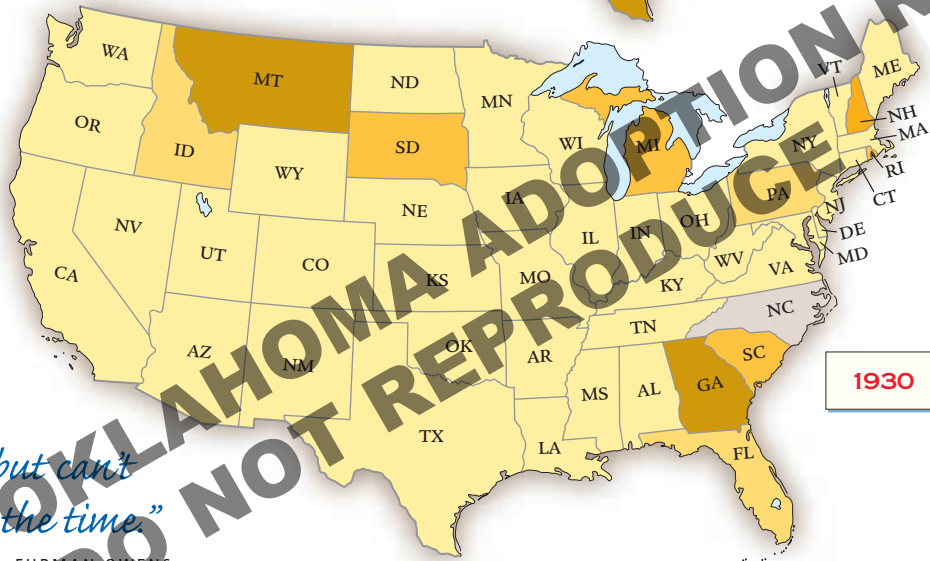 WA
MT
ND
MN
VT
ME
OR
ID
SD
WI
MI
NY
NH
MA
WY
RI
NV
NE
IA
PA
CT
UT
CO
IL
IN
OH
NJ
DE
MD
CA
KS
MO
WV
VA
KY
AZ
NM
OK
AR
TN
NC
SC
MS
AL
GA
1930
TX
LA
FL
but can't
the time.”
OKLAHOMA ADOPTION
DO NOT REPRODUCE